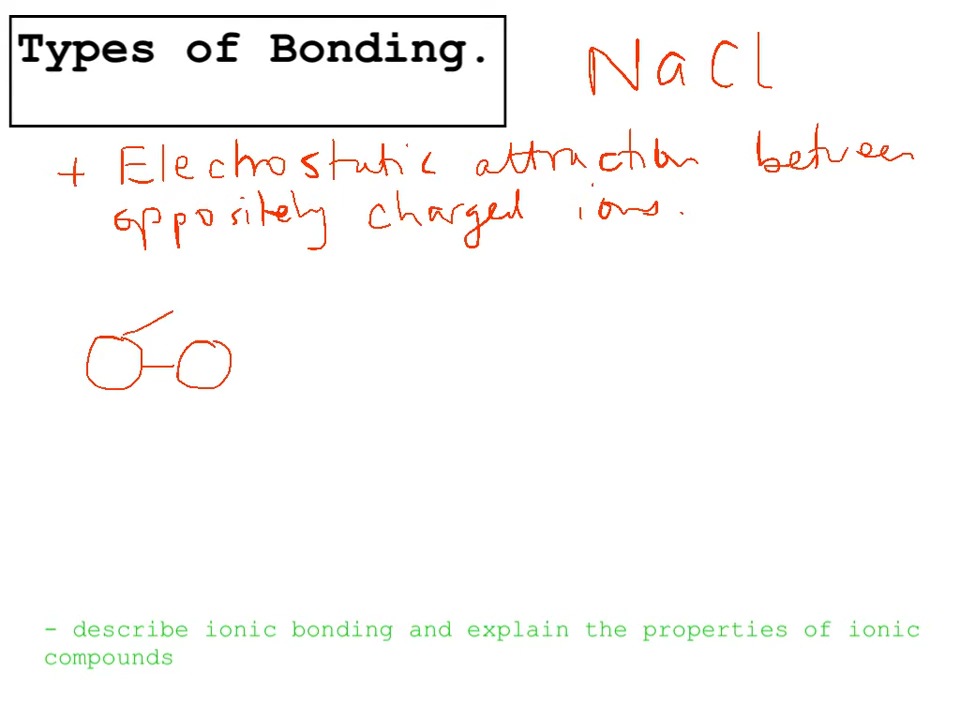 Types of Bonding.
NaCl
+ Electrostatic attraction between
oppositely charged ions.
- describe ionic bonding and explain the properties of ionic
compounds